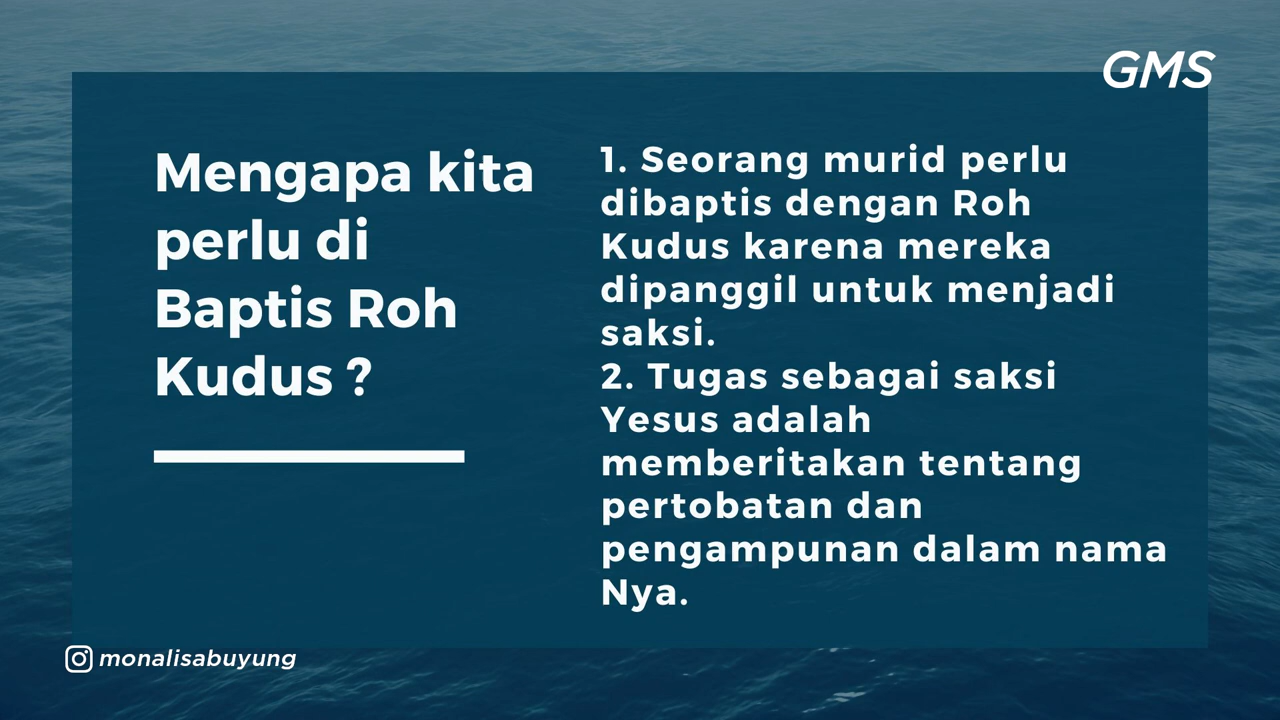 GMS
Mengapa kita
perlu di
Baptis Roh
Kudus ?
1. Seorang murid perlu
dibaptis dengan Roh
Kudus karena mereka
dipanggil untuk menjadi
saksi.
2. Tugas sebagai saksi
Yesus adalah
memberitakan tentang
pertobatan dan
pengampunan dalam nama
Nya.
monalisabuyung